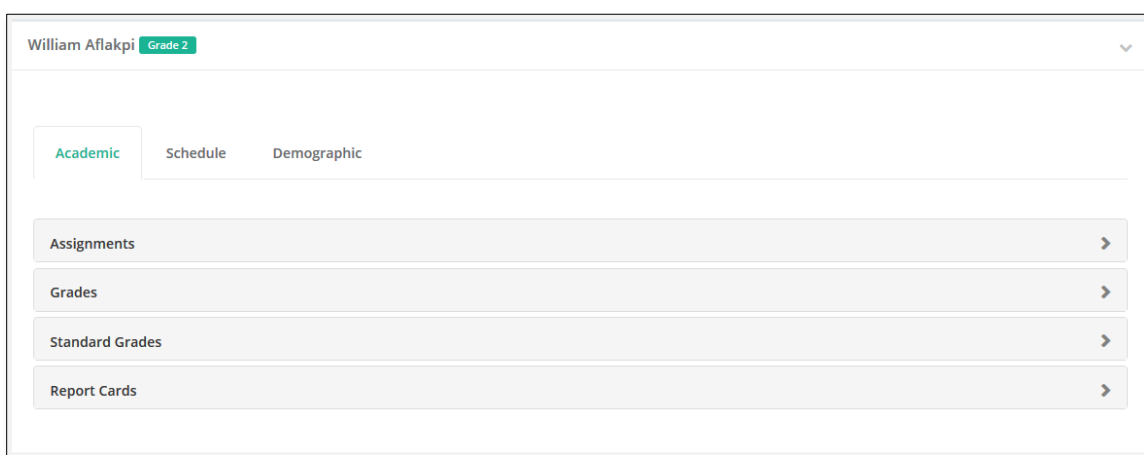 William Aflakpi Grade 2
Academic Schedule Demographic
Assignments
Grades
Standard Grades
Report Cards